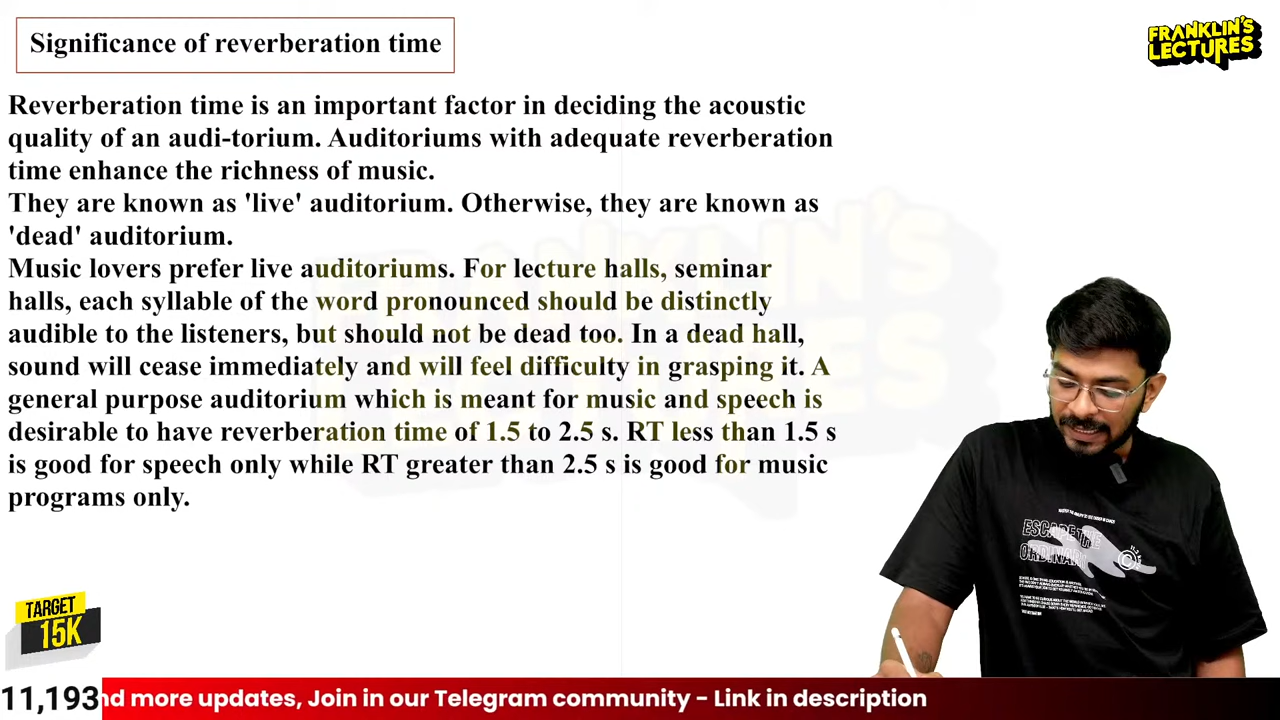 Significance of reverberation time
FRANKLIN'S
LECTURES
Reverberation time is an important factor in deciding the acoustic
quality of an audi-torium. Auditoriums with adequate reverberation
time enhance the richness of music.
They are known as 'live' auditorium. Otherwise, they are known as
'dead' auditorium.
Music lovers prefer live auditoriums. For lecture halls, seminar
halls, each syllable of the word pronounced should be distinctly
audible to the listeners, but should not be dead too. In a dead hall,
sound will cease immediately and will feel difficulty in grasping it. A
general purpose auditorium which is meant for music and speech is
desirable to have reverberation time of 1.5 to 2.5 s. RT less than 1.5 s
is good for speech only while RT greater than 2.5 s is good for music
programs only.
FRANKLIN'S
LECTURES
ESCAPE THE
ORDINARY
TARGET
15K
11,193
nd more updates, Join in our Telegram community - Link in description